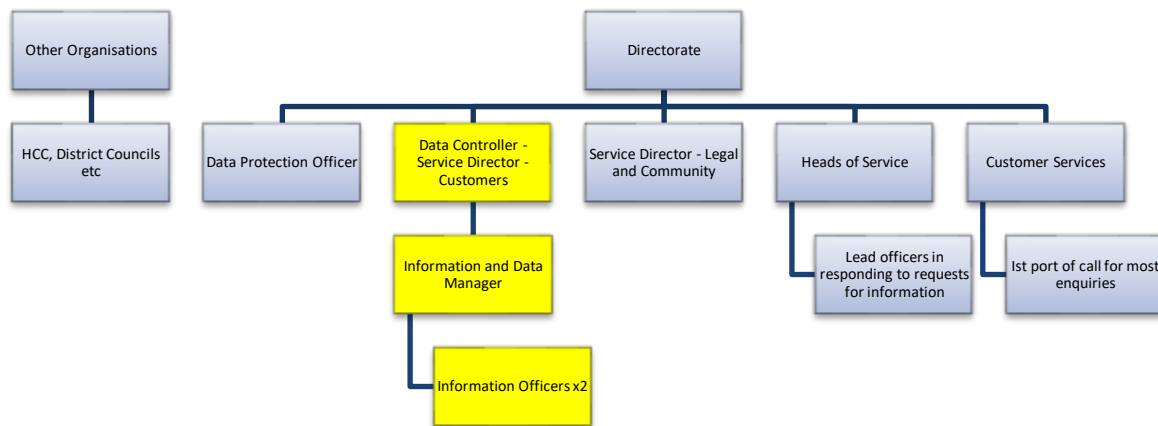 Other Organisations
Directorate
HCC, District Councils
etc
Data Protection Officer
Data Controller -
Service Director -
Customers
Service Director - Legal
and Community
Heads of Service
Customer Services
Information and Data
Manager
Lead officers in
responding to requests
for information
Ist port of call for most
enquiries
Information Officers x2